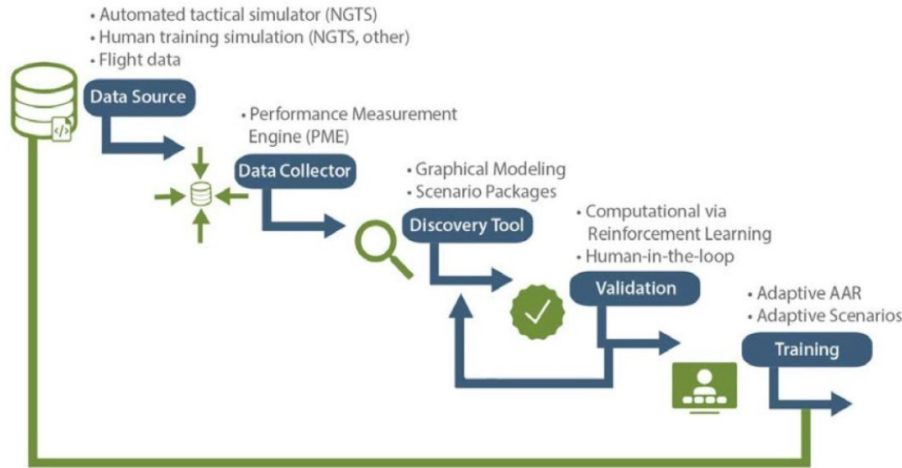 • Automated tactical simulator (NGTS)
• Human training simulation (NGTS, other)
• Flight data
Data Source
</>
• Performance Measurement
Engine (PME)
Data Collector
• Graphical Modeling
• Scenario Packages
Discovery Tool
• Computational via
Reinforcement Learning
• Human-in-the-loop
Validation
• Adaptive AAR
• Adaptive Scenarios
Training